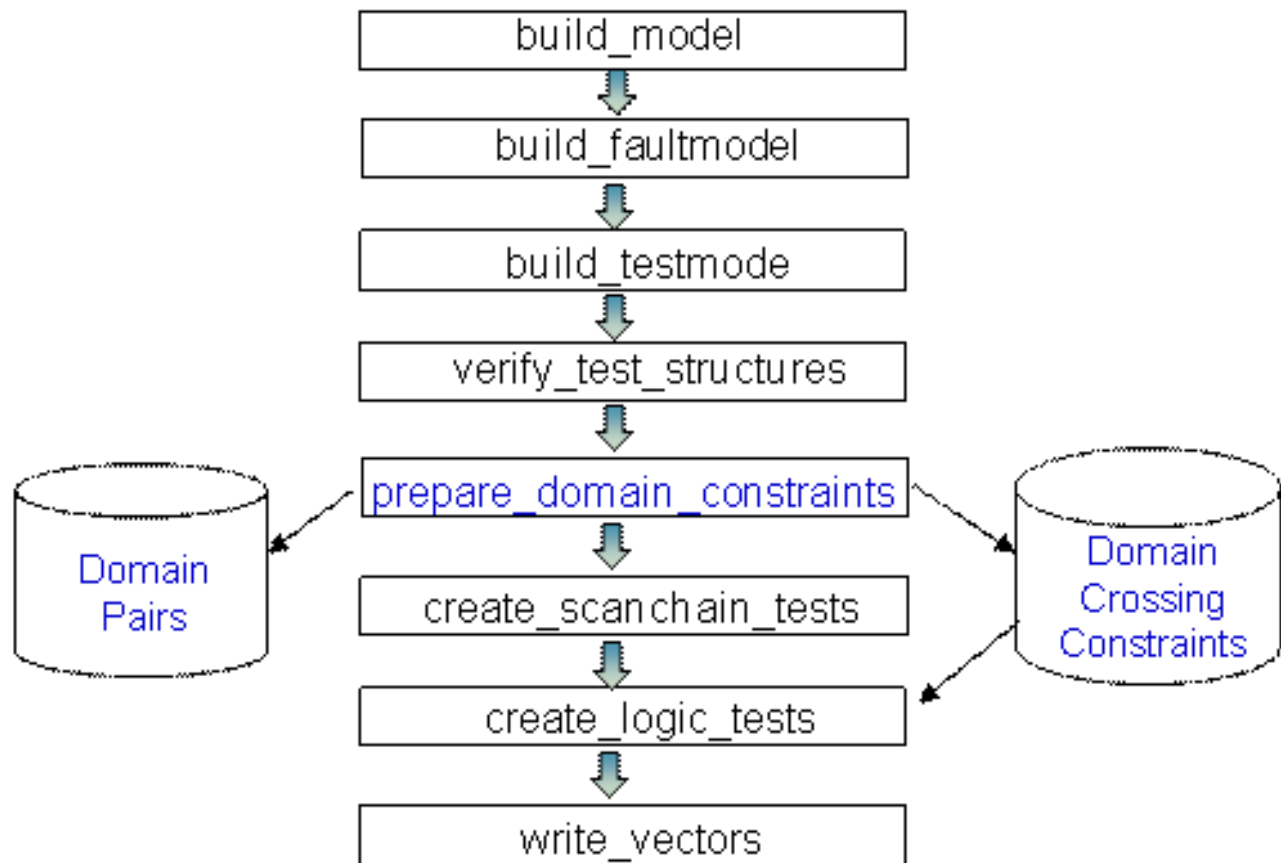 build_model
build_faultmodel
build_testmode
verify_test_structures
prepare_domain_constraints
Domain
Pairs
Domain
Crossing
Constraints
create_scanchain_tests
create_logic_tests
write_vectors